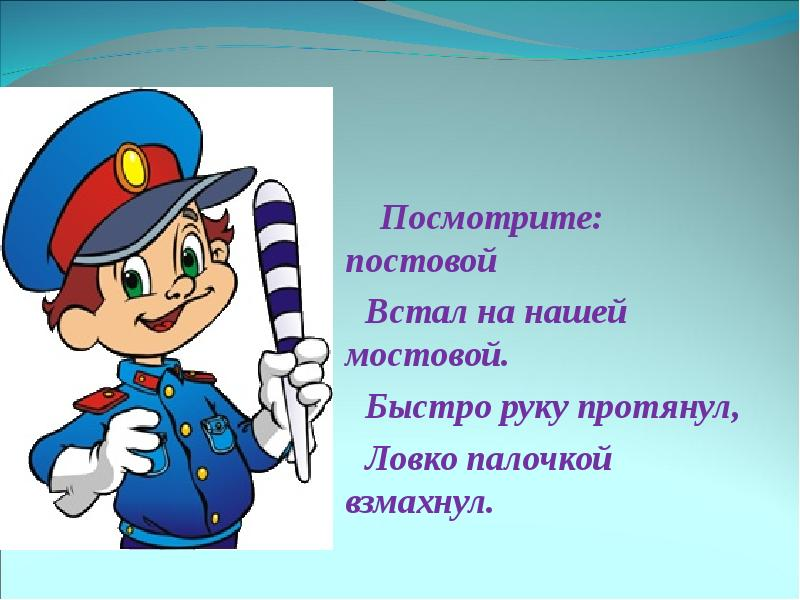 Посмотрите:
постовой
Встал на нашей
мостовой.
Быстро руку протянул,
Ловко палочкой
взмахнул.